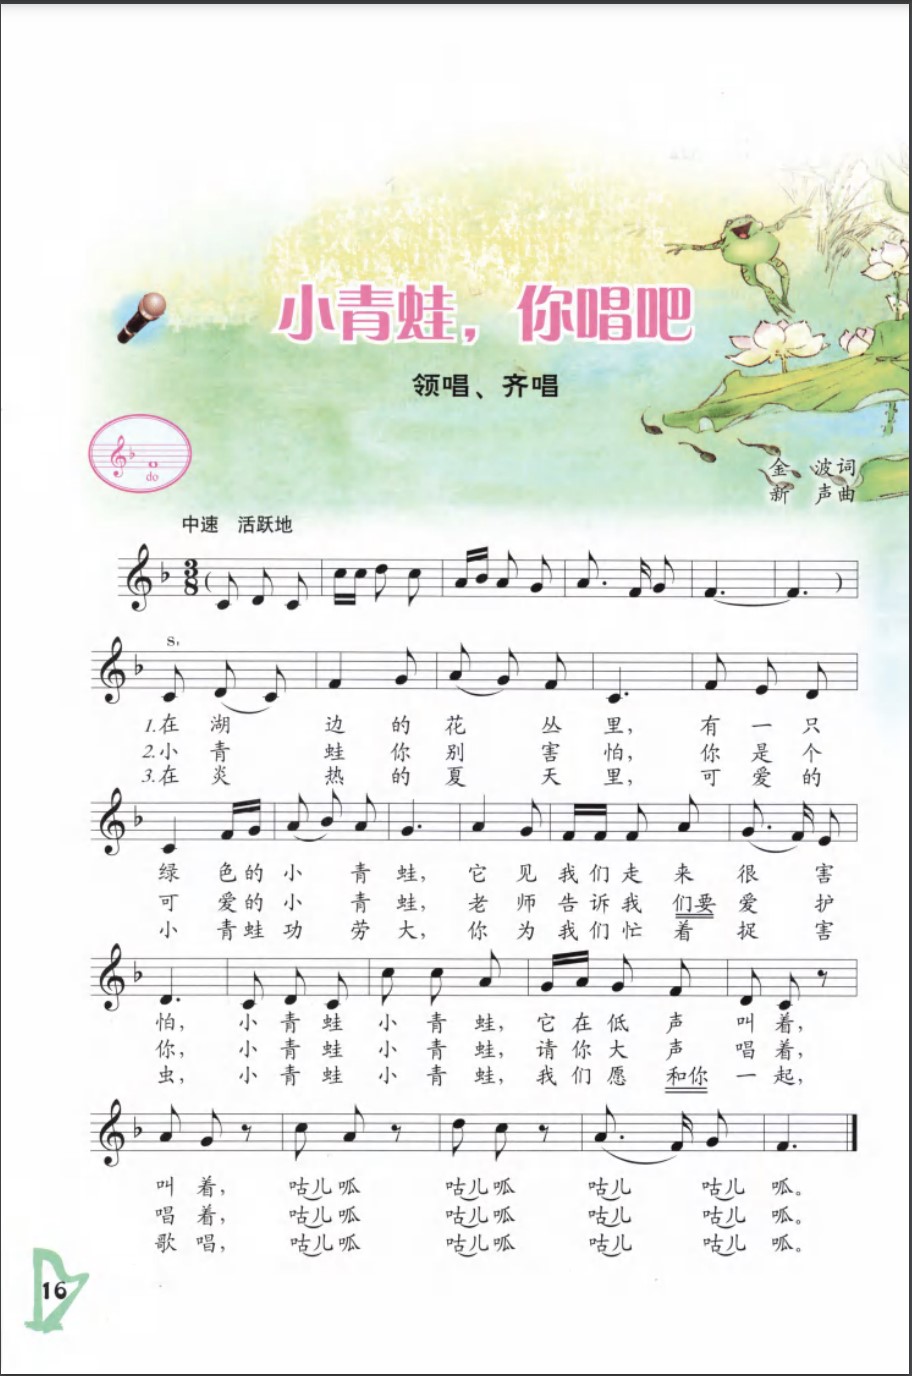 小青蛙，你唱吧
领唱、齐唱
do
金 波词
新 声曲
中速 活跃地
3
8
S.
1.在 湖 边 的 花 丛 里， 有 一 只
2.小 青 蛙 你 别 害 怕， 你 是 个
3.在 炎 热 的 夏 天 里， 可 爱 的
绿 色的 小 青 蛙， 它 见 我们走 来 很 害
可 爱的 小 青 蛙， 老 师 告诉我 们要 爱 护
小 青蛙 功 劳 大， 你 为 我们忙 着 捉 害
怕， 小 青 蛙 小 青 蛙， 它在低 声 叫 着，
你， 小 青 蛙 小 青 蛙， 请你大 声 唱 着，
虫， 小 青 蛙 小 青 蛙， 我们愿 和你 一 起，
叫 着， 咕儿 呱 咕儿 呱 咕儿 咕儿 呱。
唱 着， 咕儿 呱 咕儿 呱 咕儿 咕儿 呱。
歌 唱， 咕儿 呱 咕儿 呱 咕儿 咕儿 呱。
16